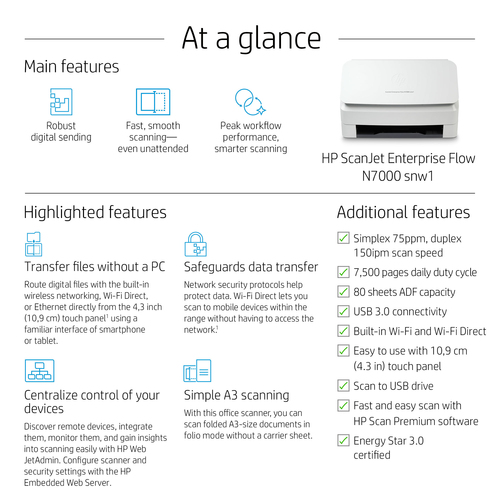 At a glance
Main features
Robust
digital sending
Fast, smooth
scanning—
even unattended
Peak workflow
performance,
smarter scanning
HP ScanJet Enterprise Flow
N7000 snw1
Highlighted features
Transfer files without a PC
Route digital files with the built-in
wireless networking, Wi-Fi Direct,
or Ethernet directly from the 4,3 inch
(10,9 cm) touch panel¹ using a
familiar interface of smartphone
or tablet.
Safeguards data transfer
Network security protocols help
protect data. Wi-Fi Direct lets you
scan to mobile devices within the
range without having to access the
network.¹
Centralize control of your
devices
Discover remote devices, integrate
them, monitor them, and gain insights
into scanning easily with HP Web
JetAdmin. Configure scanner and
security settings with the HP
Embedded Web Server.
Simple A3 scanning
With this office scanner, you can
scan folded A3-size documents in
folio mode without a carrier sheet.
Additional features
Simplex 75ppm, duplex
150ipm scan speed
7,500 pages daily duty cycle
80 sheets ADF capacity
USB 3.0 connectivity
Built-in Wi-Fi and Wi-Fi Direct
Easy to use with 10,9 cm
(4.3 in) touch panel
Scan to USB drive
Fast and easy scan with
HP Scan Premium software
Energy Star 3.0
certified